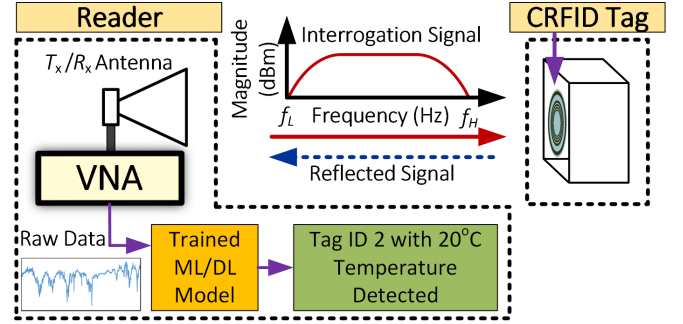 Reader
CRFID Tag
Tx/Rx Antenna
VNA
Magnitude
(dBm)
Interrogation Signal
fL Frequency (Hz) fH
Reflected Signal
Raw Data
Trained
ML/DL
Model
Tag ID 2 with 20°C
Temperature
Detected